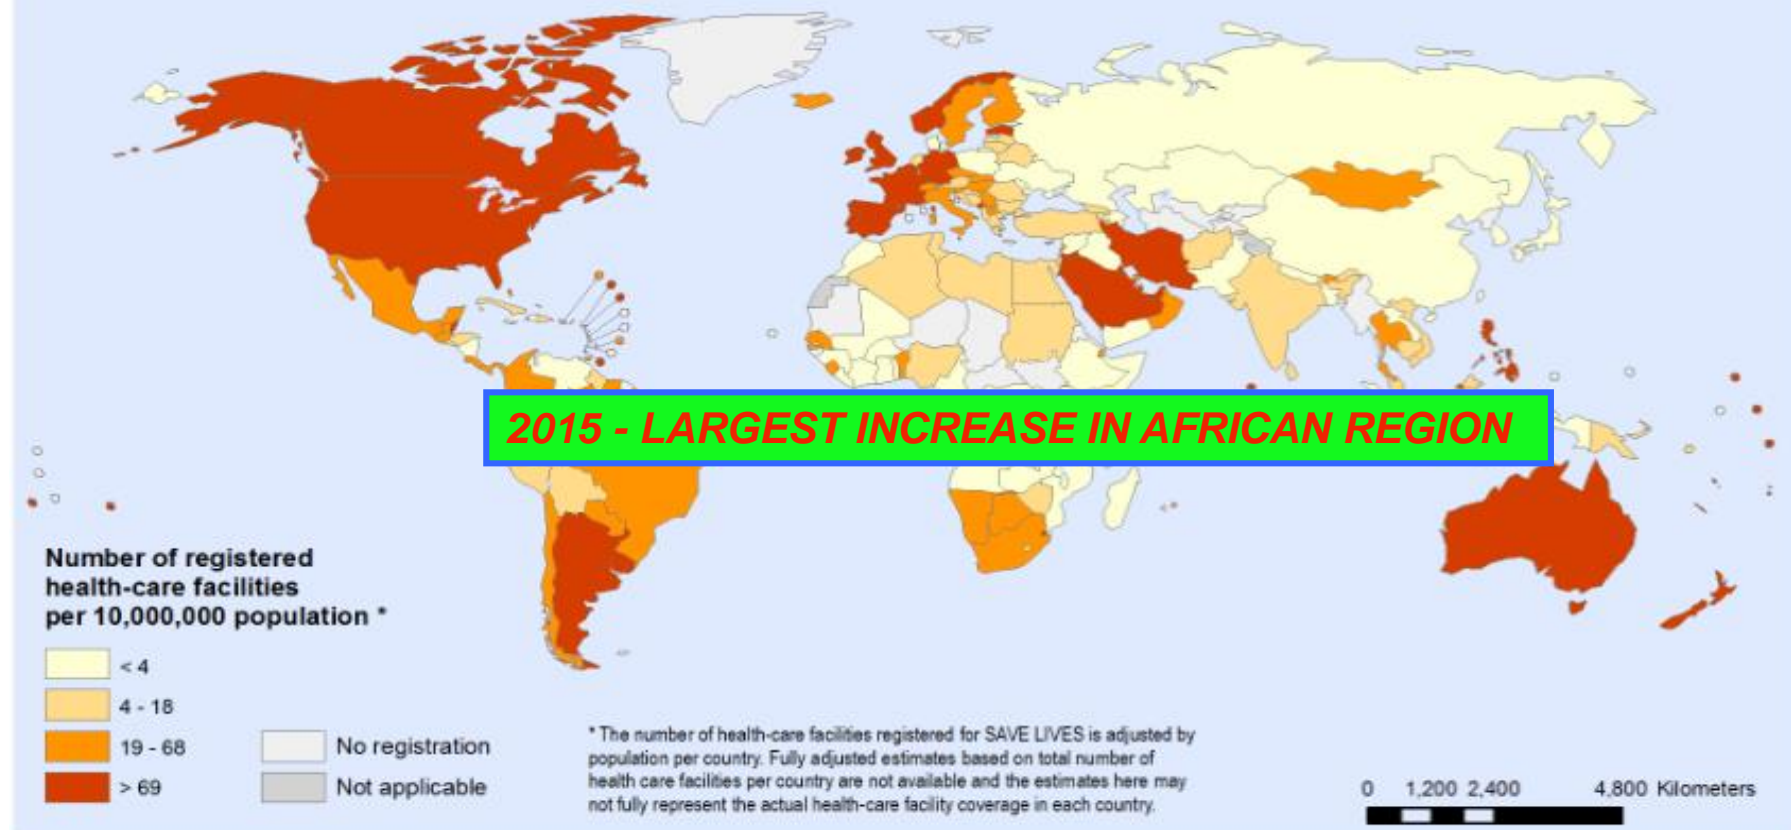 2015 - LARGEST INCREASE IN AFRICAN REGION
Number of registered
health-care facilities
per 10,000,000 population *
< 4
4 - 18
19 - 68
> 69
No registration
Not applicable
* The number of health-care facilities registered for SAVE LIVES is adjusted by
population per country. Fully adjusted estimates based on total number of
health care facilities per country are not available and the estimates here may
not fully represent the actual health-care facility coverage in each country.
0 1,200 2,400 4,800 Kilometers